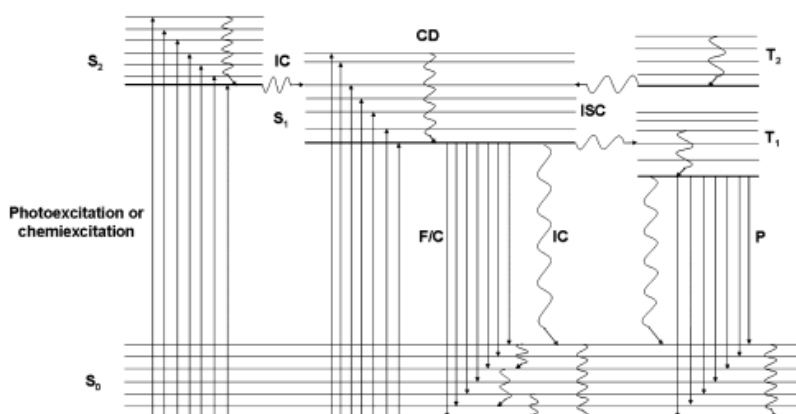 CD
S2
IC
T2
S1
ISC
T1
Photoexcitation or
chemiexcitation
F/C
IC
P
S0